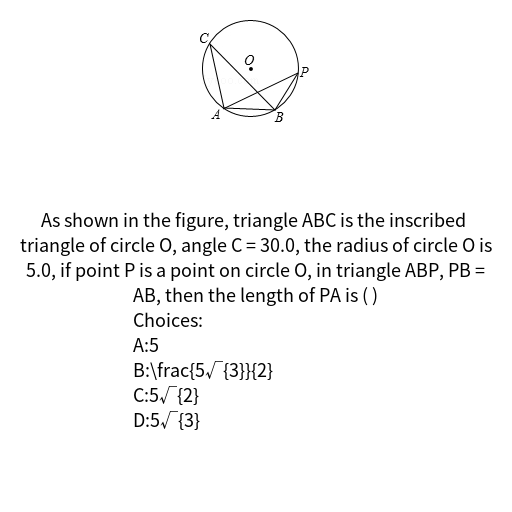 C
O
P
A
B
As shown in the figure, triangle ABC is the inscribed
triangle of circle O, angle C = 30.0, the radius of circle O is
5.0, if point P is a point on circle O, in triangle ABP, PB =
AB, then the length of PA is ( )
Choices:
A:5
B:\frac{5√{3}}{2}
C:5√{2}
D:5√{3}